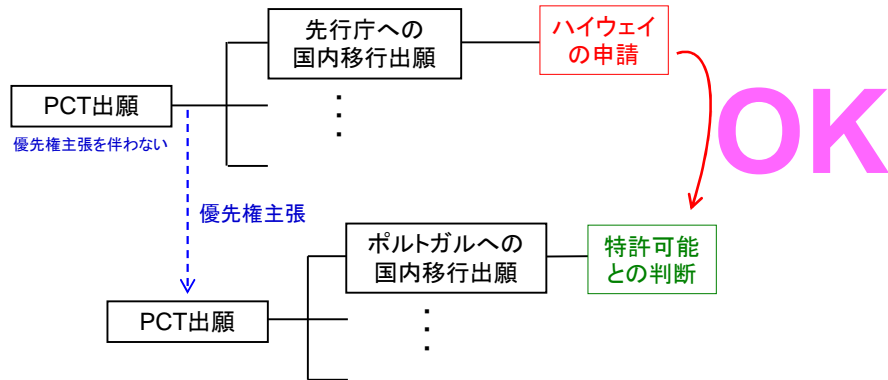 先行庁への
国内移行出願
ハイウェイ
の申請
PCT出願
優先権主張を伴わない
OK
優先権主張
ポルトガルへの
国内移行出願
特許可能
との判断
PCT出願